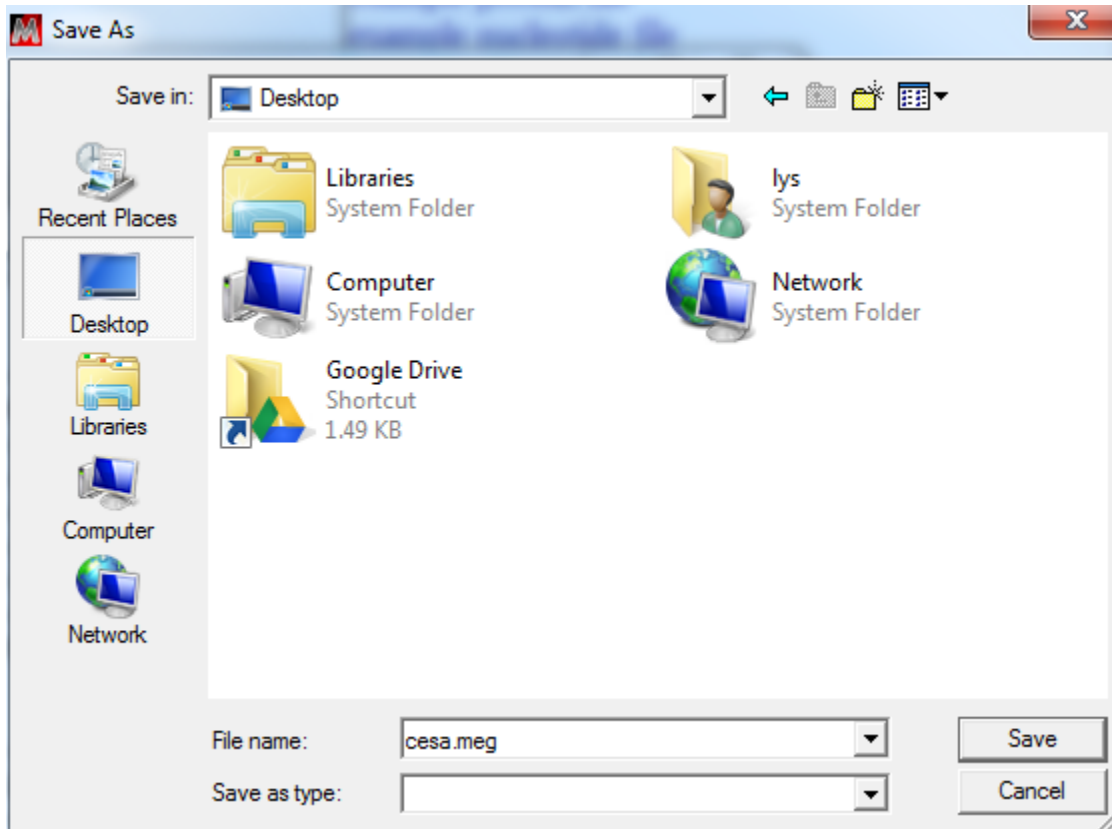 Save As
Save in:
Desktop
Recent Places
Desktop
Libraries
Computer
Network
Libraries
System Folder
lys
System Folder
Computer
System Folder
Network
System Folder
Google Drive
Shortcut
1.49 KB
File name:
cesa.meg
Save
Save as type:
Cancel